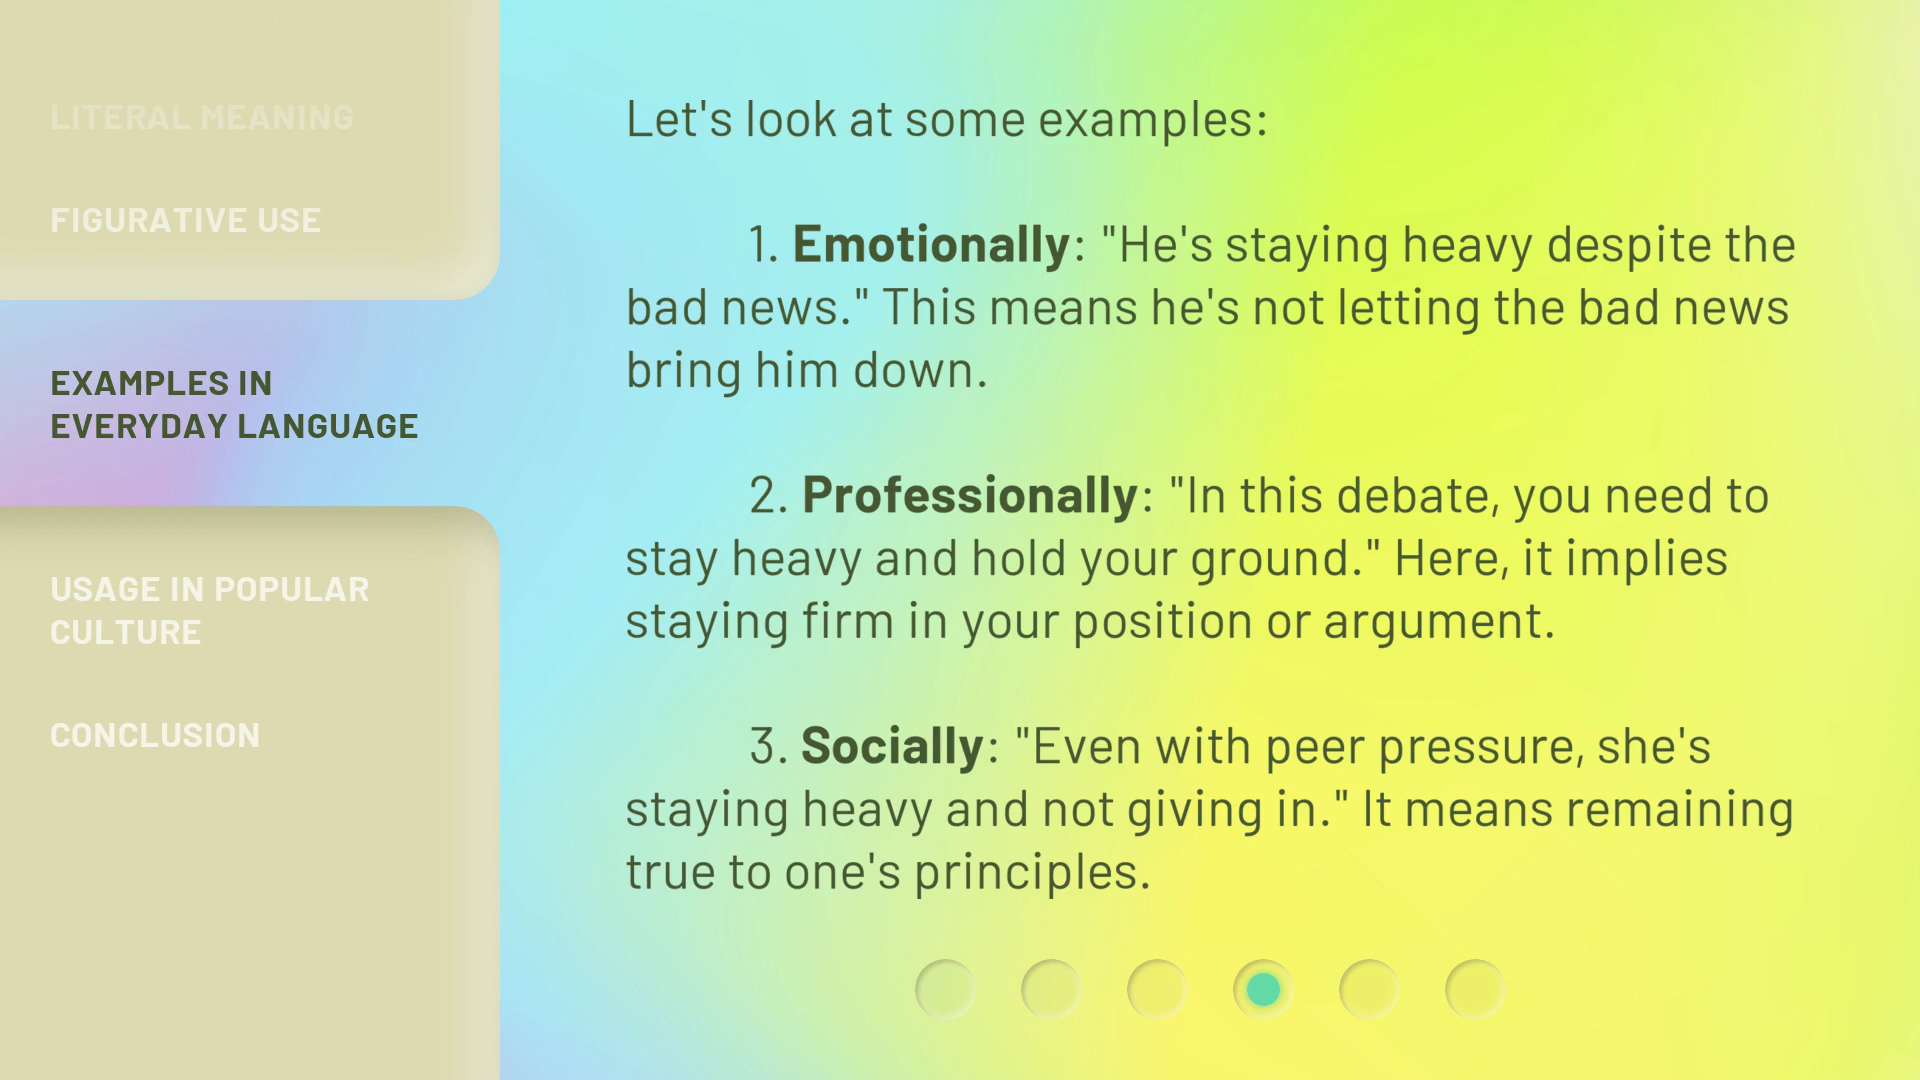 LITERAL MEANING
FIGURATIVE USE
EXAMPLES IN
EVERYDAY LANGUAGE
USAGE IN POPULAR
CULTURE
CONCLUSION
Let's look at some examples:
1. Emotionally: "He's staying heavy despite the
bad news." This means he's not letting the bad news
bring him down.
2. Professionally: "In this debate, you need to
stay heavy and hold your ground." Here, it implies
staying firm in your position or argument.
3. Socially: "Even with peer pressure, she's
staying heavy and not giving in." It means remaining
true to one's principles.